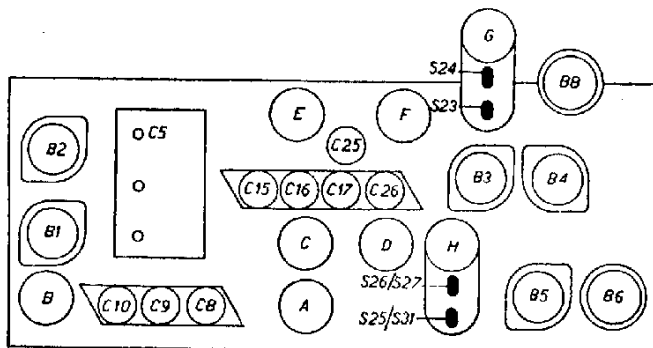 G
S24
B8
S23
E
F
C5
B2
C25
C15 C16 C17 C26
B3
B4
B1
C
D
H
B
C10 C9 C8
A
S26/S27
S25/S31
B5
B6